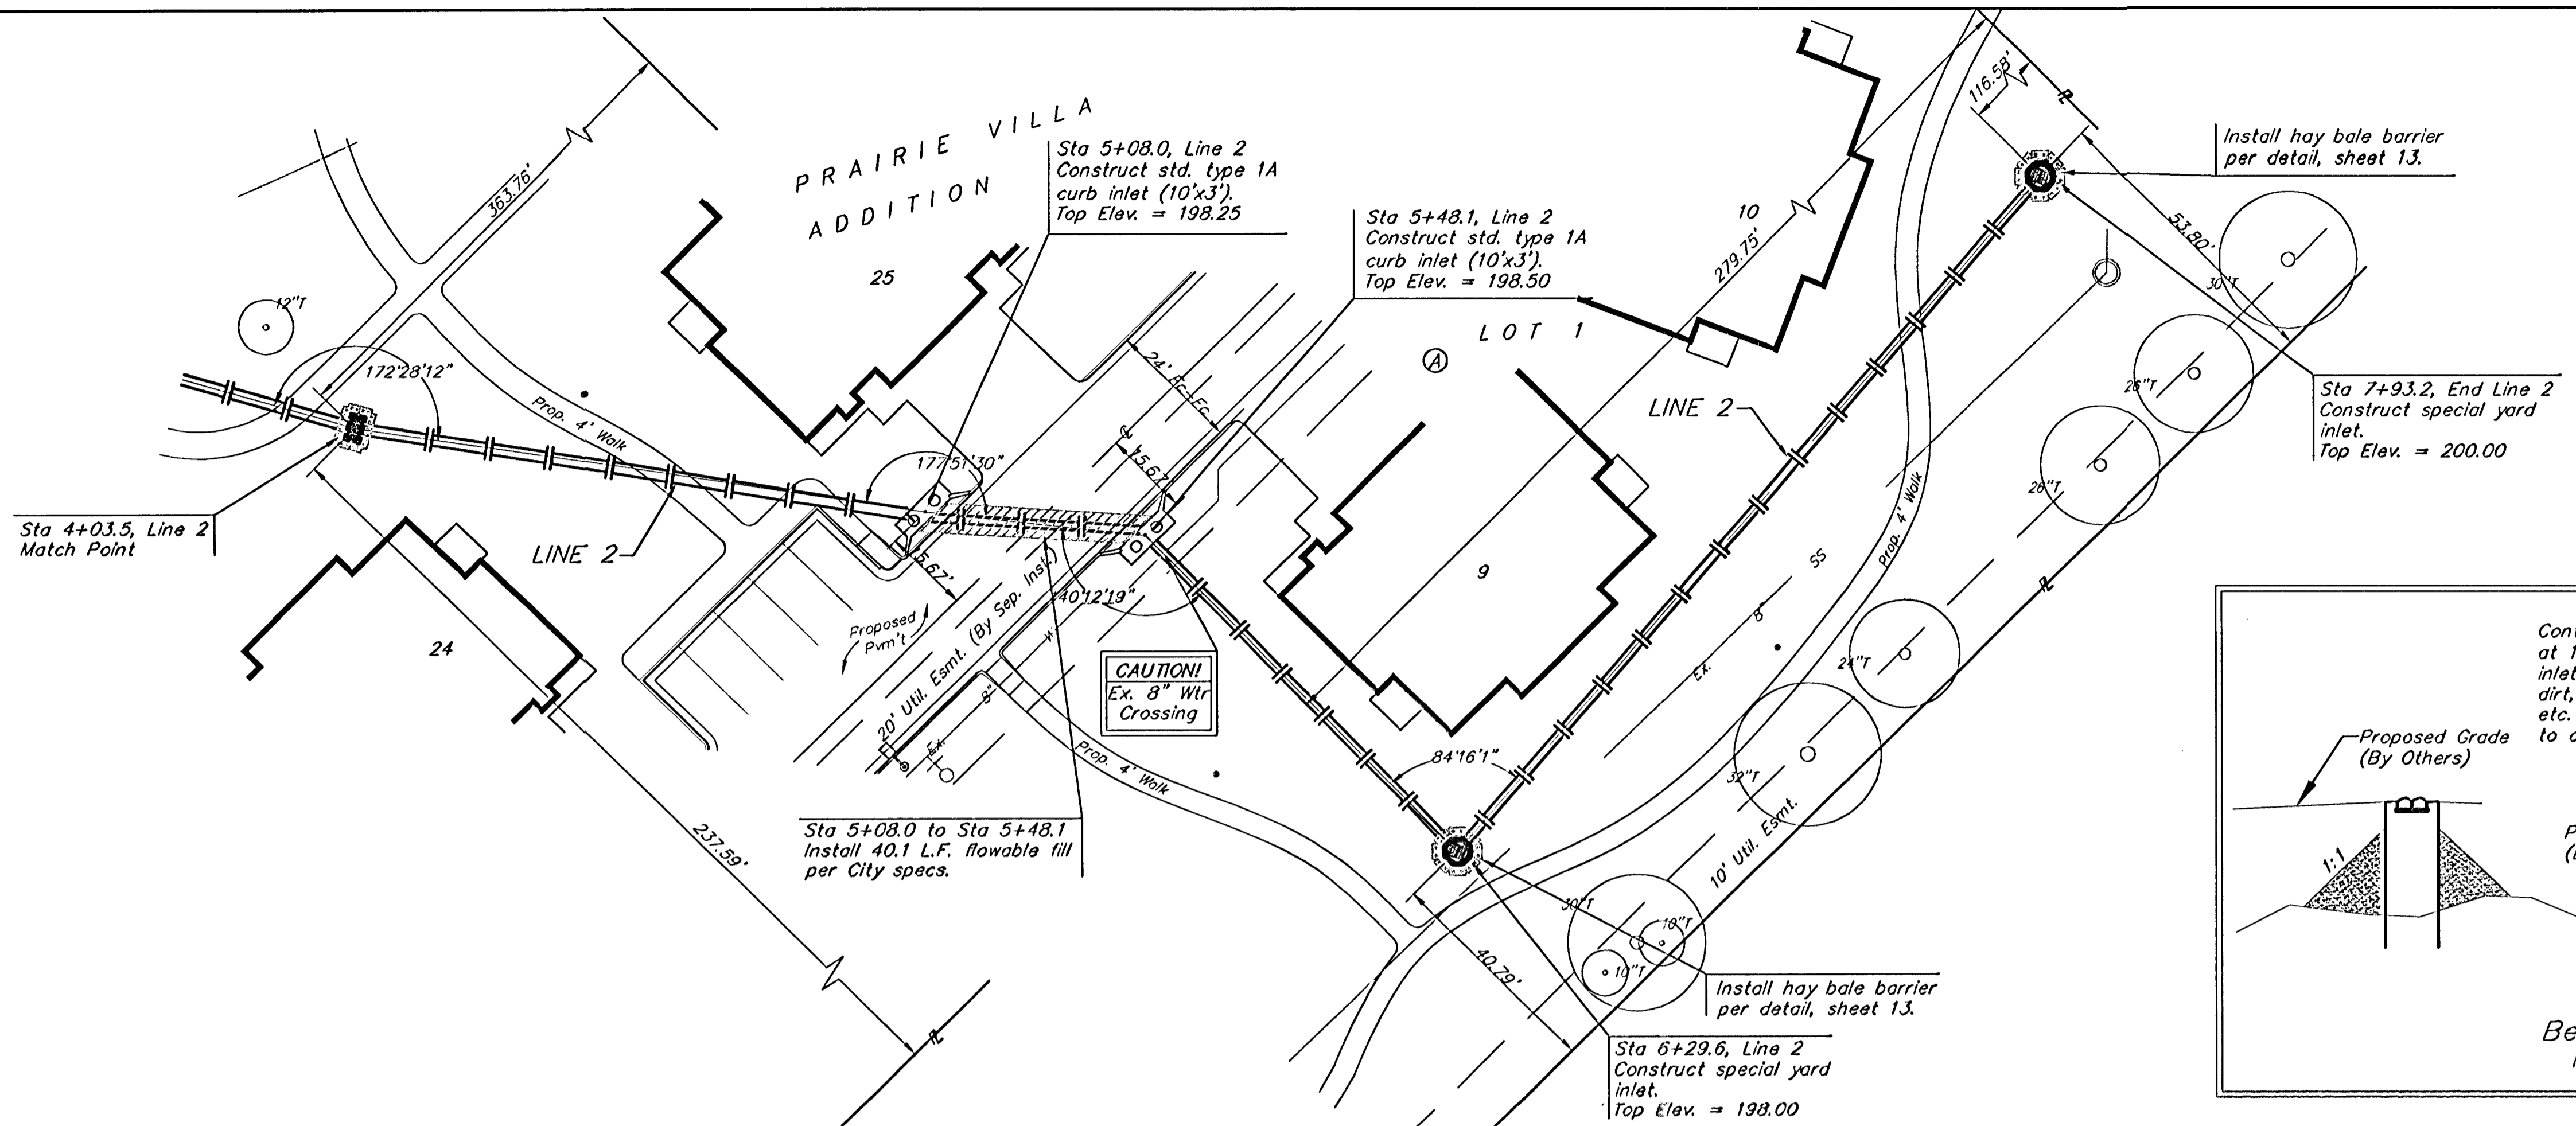 363.76'
PRAIRIE VILLA
ADDITION
25
Sta 5+08.0, Line 2
Construct std. type 1A
curb inlet (10'x3').
Top Elev. = 198.25
Sta 5+48.1, Line 2
Construct std. type 1A
curb inlet (10'x3').
Top Elev. = 198.50
10
279.75'
116.58'
Install hay bale barrier
per detail, sheet 13.
53.80'
30"T
LOT 1
A
12"T
172°28'12"
Prop. 4' Walk
24' Bc-Fc
15.67'
LINE 2
26"T
Sta 7+93.2, End Line 2
Construct special yard
inlet.
Top Elev. = 200.00
28"T
177°51'30"
Sta 4+03.5, Line 2
Match Point
LINE 2
15.67'
140°12'19"
9
SS
8"
Ex.
Prop. 4' Walk
24
Proposed
Pvm't
20' Util. Esmt. (By Sep. Inst.)
W
8"
Ex.
CAUTION!
Ex. 8" Wtr
Crossing
24"T
32"T
84°16'1"
Prop. 4' Walk
Sta 5+08.0 to Sta 5+48.1
Install 40.1 L.F. flowable fill
per City specs.
237.59'
10' Util. Esmt.
30"T
10"T
10"T
40.79'
Install hay bale barrier
per detail, sheet 13.
Sta 6+29.6, Line 2
Construct special yard
inlet.
Top Elev. = 198.00
at 1
inlet
dirt,
etc.
to
Proposed Grade
(By Others)
1:1